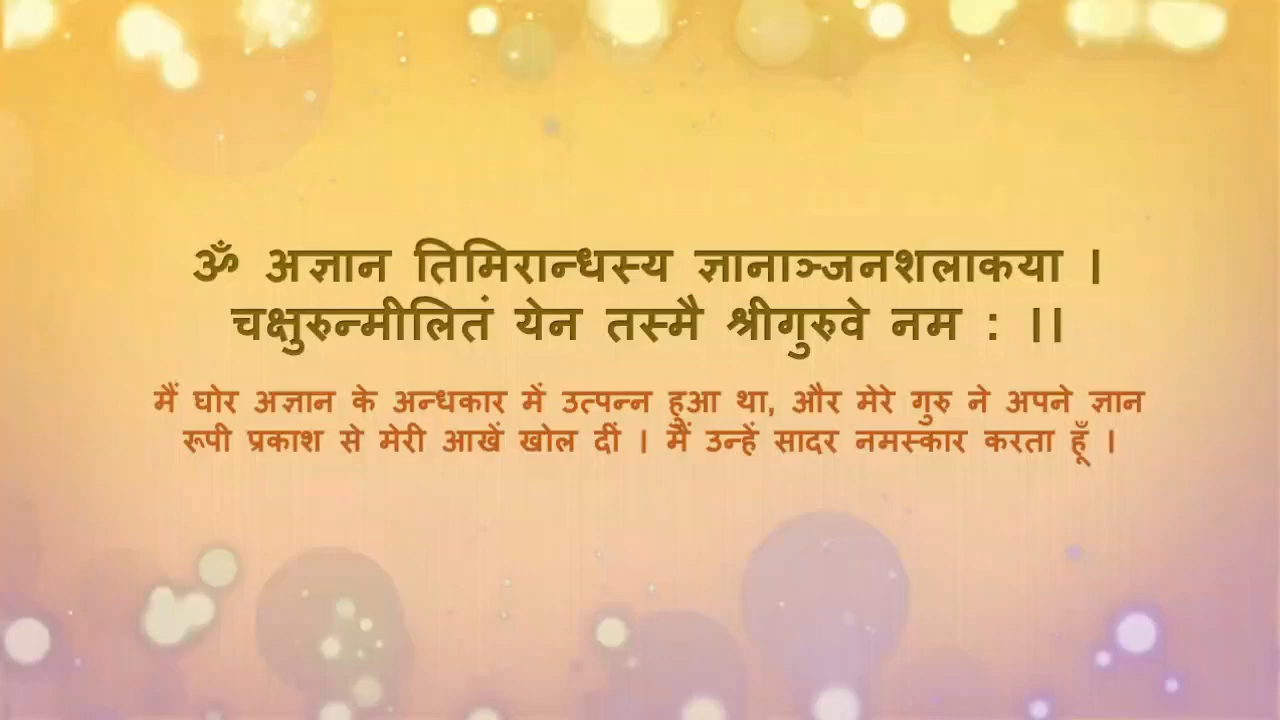 ॐ अज्ञान तिमिरान्धस्य ज्ञानाञ्जनशलाकया ।
चक्षुरुन्मीलितं येन तस्मै श्रीगुरुवे नम : ।।
मैं घोर अज्ञान के अन्धकार में उत्पन्न हुआ था, और मेरे गुरु ने अपने ज्ञान
रूपी प्रकाश से मेरी आखें खोल दीं । मैं उन्हें सादर नमस्कार करता हूँ ।